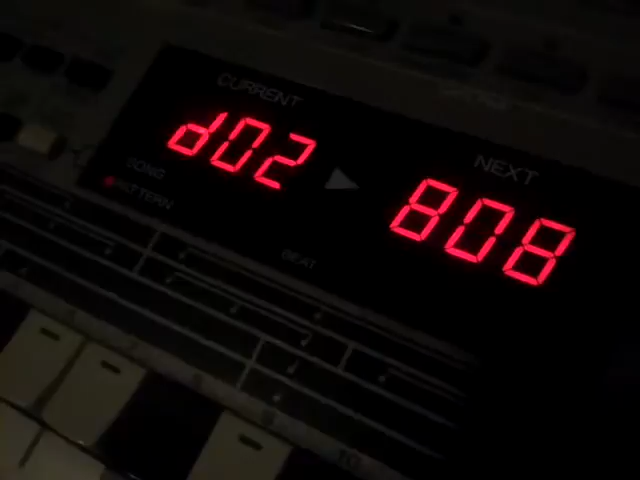 CURRENT
d02
NEXT
808
SONG
PATTERN
BEAT